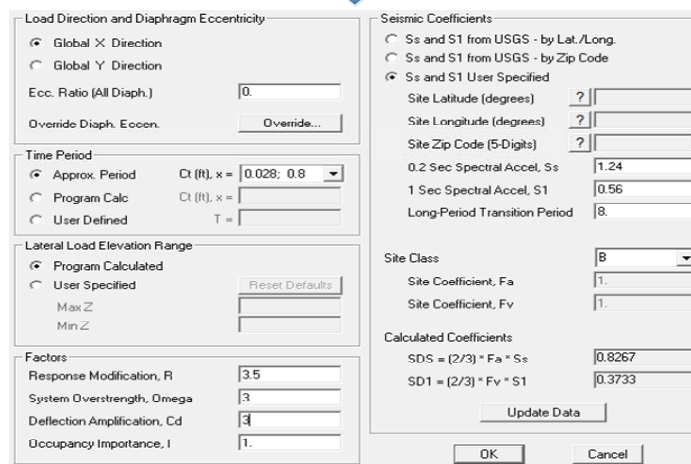 Load Direction and Diaphragm Eccentricity
Global X Direction
Global Y Direction
Ecc. Ratio (All Diaph.) 0.
Override Diaph. Eccen. Override...
Time Period
Approx. Period Ct (ft), x = 0.028; 0.8
Program Calc Ct (ft), x =
User Defined T =
Lateral Load Elevation Range
Program Calculated
User Specified Reset Defaults
Max Z
Min Z
Factors
Response Modification, R 3.5
System Overstrength, Omega 3
Deflection Amplification, Cd 3
Occupancy Importance, I 1.
Seismic Coefficients
Ss and S1 from USGS - by Lat./Long.
Ss and S1 from USGS - by Zip Code
Ss and S1 User Specified
Site Latitude (degrees) ?
Site Longitude (degrees) ?
Site Zip Code (5-Digits) ?
0.2 Sec Spectral Accel, Ss 1.24
1 Sec Spectral Accel, S1 0.56
Long-Period Transition Period 8.
Site Class B
Site Coefficient, Fa 1.
Site Coefficient, Fv 1.
Calculated Coefficients
SDS = (2/3) * Fa * Ss 0.8267
SD1 = (2/3) * Fv * S1 0.3733
Update Data
OK Cancel